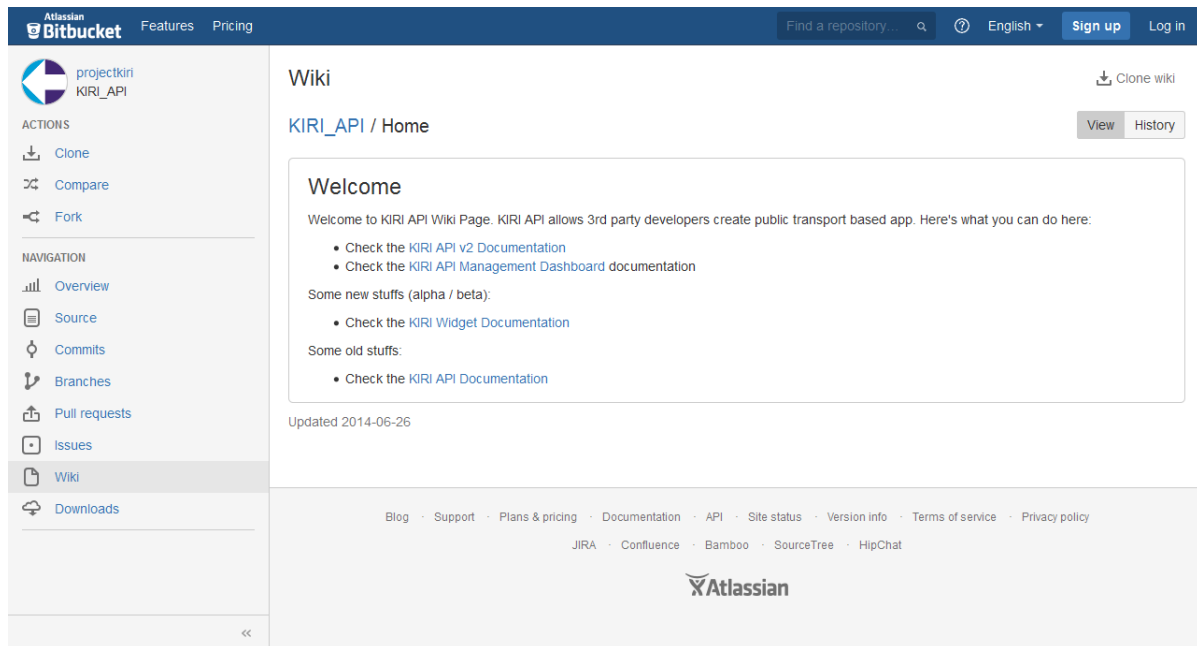 Atlassian
Bitbucket Features Pricing Find a repository... English Sign up Log in
projectkiri
KIRI_API
ACTIONS
Clone
Compare
Fork
NAVIGATION
Overview
Source
Commits
Branches
Pull requests
Issues
Wiki
Downloads
Wiki Clone wiki
KIRI_API / Home View History
Welcome
Welcome to KIRI API Wiki Page. KIRI API allows 3rd party developers create public transport based app. Here's what you can do here:
• Check the KIRI API v2 Documentation
• Check the KIRI API Management Dashboard documentation
Some new stuffs (alpha / beta):
• Check the KIRI Widget Documentation
Some old stuffs:
• Check the KIRI API Documentation
Updated 2014-06-26
Blog · Support · Plans & pricing · Documentation · API · Site status · Version info · Terms of service · Privacy policy
JIRA · Confluence · Bamboo · SourceTree · HipChat
Atlassian